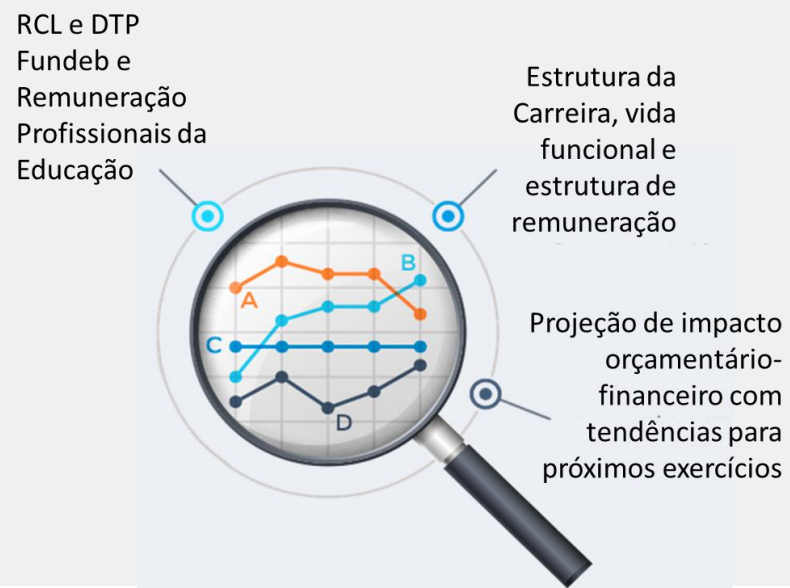 RCL e DTP
Fundeb e
Remuneração
Profissionais da
Educação
Estrutura da
Carreira, vida
funcional e
estrutura de
remuneração
A
B
C
D
Projeção de impacto
orçamentário-
financeiro com
tendências para
próximos exercícios